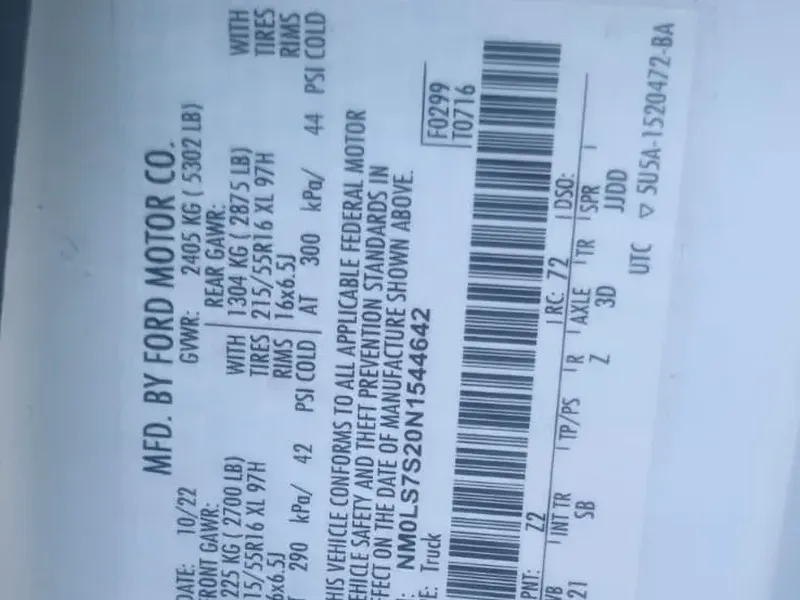 MFD. BY FORD MOTOR CO.
DATE: 10/22 GVWR: 2405 KG ( 5302 LB)
FRONT GAWR: REAR GAWR:
225 KG ( 2700 LB) WITH 1304 KG ( 2875 LB) WITH
15/55R16 XL 97H TIRES 215/55R16 XL 97H TIRES
6x6.5J RIMS 16x6.5J RIMS
290 kPa/ 42 PSI COLD AT 300 kPa/ 44 PSI COLD
HIS VEHICLE CONFORMS TO ALL APPLICABLE FEDERAL MOTOR
EHICLE SAFETY AND THEFT PREVENTION STANDARDS IN
FFECT ON THE DATE OF MANUFACTURE SHOWN ABOVE.
: NM0LS7S20N1544642
E: Truck
F0299
T0716
PNT: Z2 RC: 72 DSO:
VB INT TR TP/PS R AXLE TR SPR
21 SB Z 3D JJDD
UTC ▽ 5U5A-1520472-BA